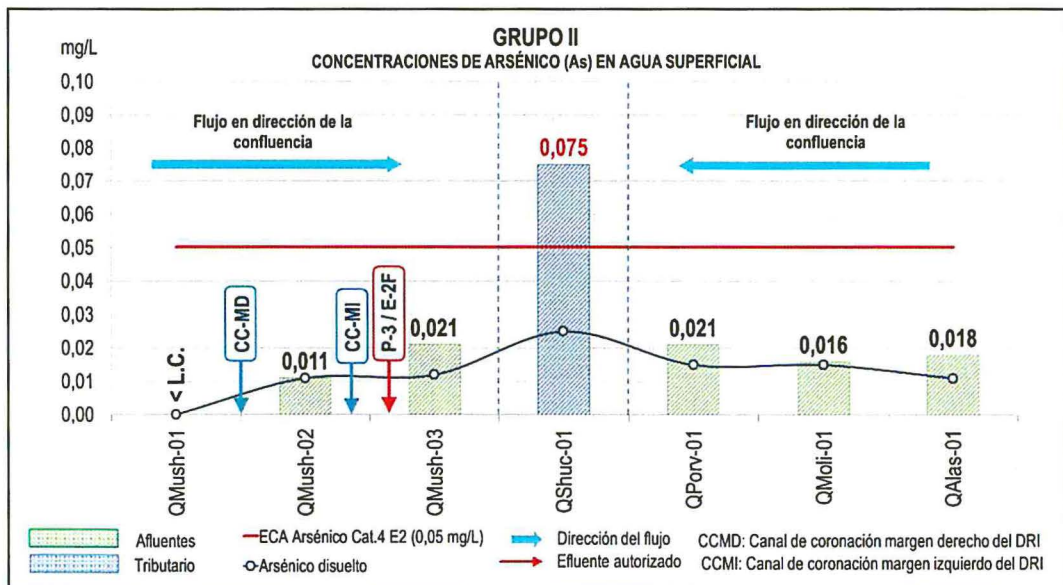 mg/L
GRUPO II
CONCENTRACIONES DE ARSÉNICO (As) EN AGUA SUPERFICIAL
0,10
0,09
0,08
0,07
0,06
0,05
0,04
0,03
0,02
0,01
0,00
Flujo en dirección de la
confluencia
Flujo en dirección de la
confluencia
< L.C.
CC-MD
0,011
CC-MI
P-3 / E-2F
0,021
0,075
0,021
0,016
0,018
QMush-01
QMush-02
QMush-03
QShuc-01
QPorv-01
QMoli-01
QAlas-01
Afluentes
ECA Arsénico Cat.4 E2 (0,05 mg/L)
Dirección del flujo
CCMD: Canal de coronación margen derecho del DRI
Tributario
Arsénico disuelto
Efluente autorizado
CCMI: Canal de coronación margen izquierdo del DRI